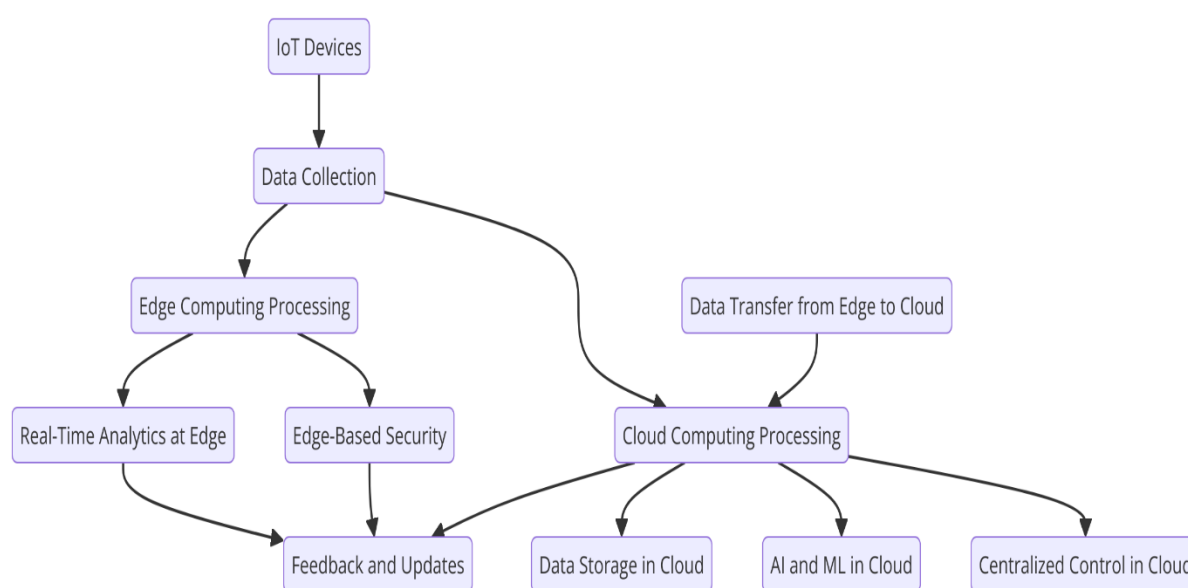 IoT Devices
Data Collection
Edge Computing Processing
Data Transfer from Edge to Cloud
Real-Time Analytics at Edge
Edge-Based Security
Cloud Computing Processing
Feedback and Updates
Data Storage in Cloud
AI and ML in Cloud
Centralized Control in Cloud